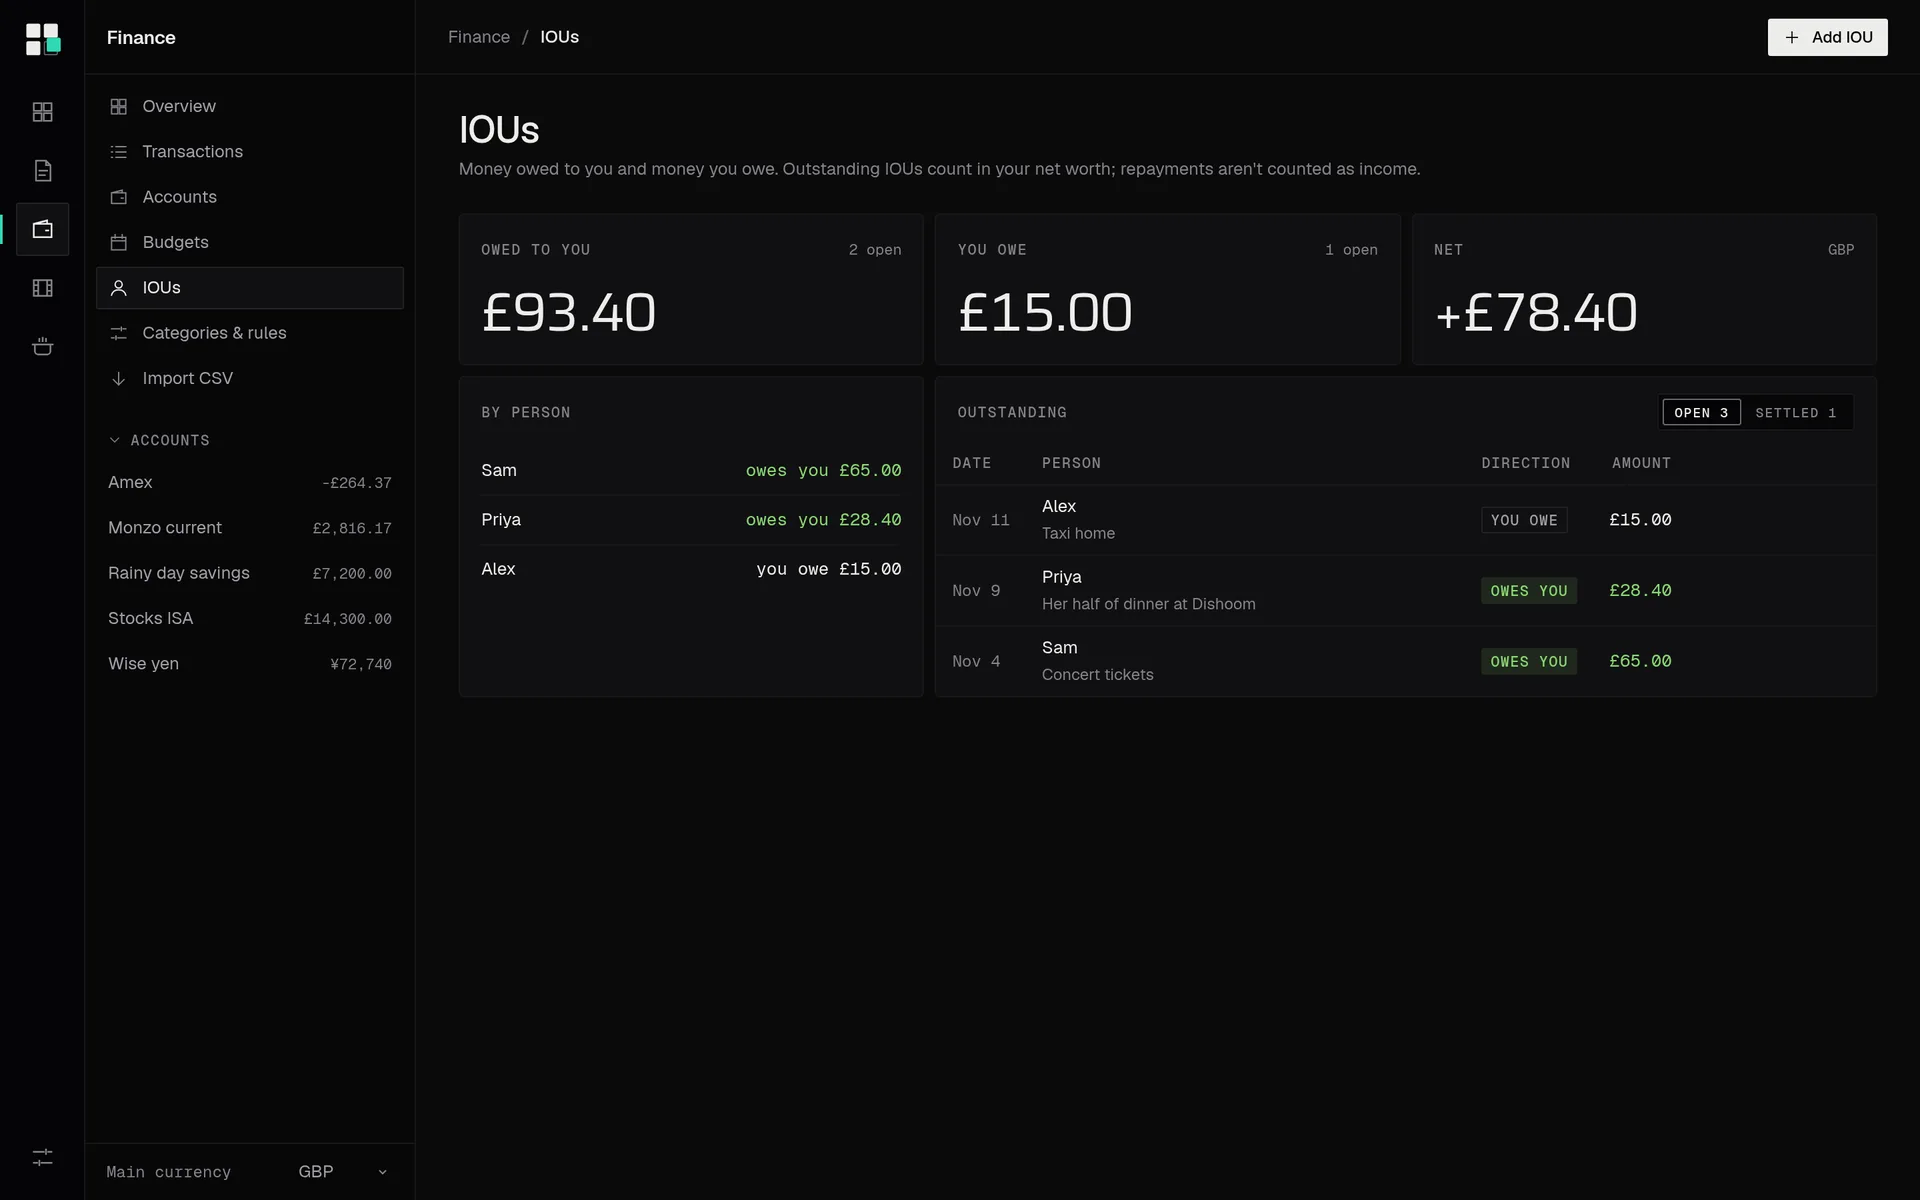 Finance
Finance / IOUs
Add IOU
Overview
Transactions
Accounts
Budgets
IOUs
Categories & rules
Import CSV
ACCOUNTS
Amex -£264.37
Monzo current £2,816.17
Rainy day savings £7,200.00
Stocks ISA £14,300.00
Wise yen ¥72,740
Main currency GBP
IOUs
Money owed to you and money you owe. Outstanding IOUs count in your net worth; repayments aren't counted as income.
OWED TO YOU 2 open
£93.40
YOU OWE 1 open
£15.00
NET GBP
+£78.40
BY PERSON
Sam owes you £65.00
Priya owes you £28.40
Alex you owe £15.00
OUTSTANDING OPEN 3 SETTLED 1
DATE PERSON DIRECTION AMOUNT
Nov 11 Alex YOU OWE £15.00
Taxi home
Nov 9 Priya OWES YOU £28.40
Her half of dinner at Dishoom
Nov 4 Sam OWES YOU £65.00
Concert tickets